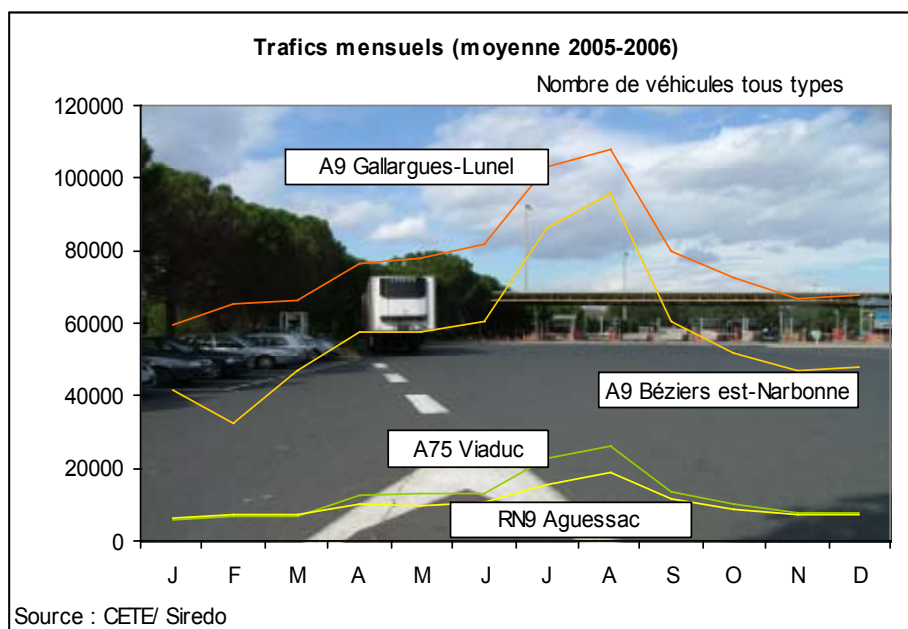 Trafics mensuels (moyenne 2005-2006)
Nombre de véhicules tous types
120000
100000
80000
60000
40000
20000
0
A9 Gallargues-Lunel
A9 Béziers est-Narbonne
A75 Viaduc
RN9 Aguessac
J F M A M J J A S O N D
Source : CETE/ Siredo